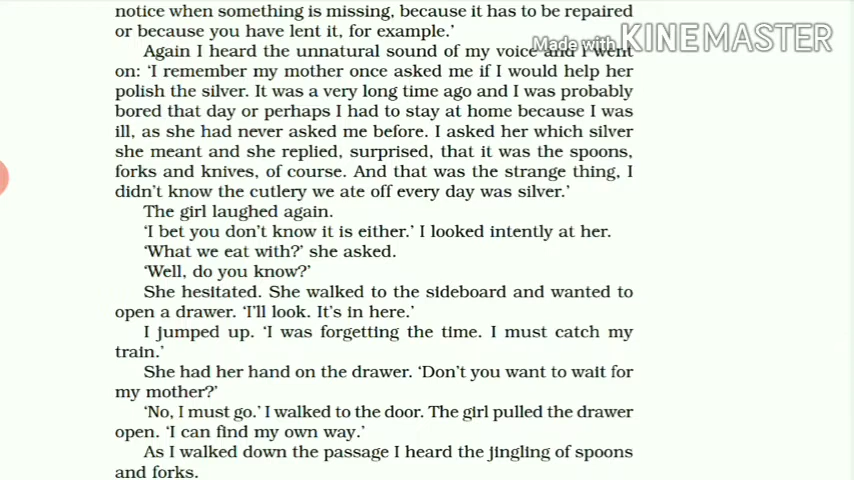 notice when something is missing, because it has to be repaired
or because you have lent it, for example.'
Again I heard the unnatural sound of my voice and I went
Made with KINEMASTER
on: 'I remember my mother once asked me if I would help her
polish the silver. It was a very long time ago and I was probably
bored that day or perhaps I had to stay at home because I was
ill, as she had never asked me before. I asked her which silver
she meant and she replied, surprised, that it was the spoons,
forks and knives, of course. And that was the strange thing, I
didn't know the cutlery we ate off every day was silver.'
The girl laughed again.
'I bet you don't know it is either.' I looked intently at her.
'What we eat with?' she asked.
'Well, do you know?'
She hesitated. She walked to the sideboard and wanted to
open a drawer. 'I'll look. It's in here.'
I jumped up. 'I was forgetting the time. I must catch my
train.'
She had her hand on the drawer. 'Don't you want to wait for
my mother?'
'No, I must go.' I walked to the door. The girl pulled the drawer
open. 'I can find my own way.'
As I walked down the passage I heard the jingling of spoons
and forks.